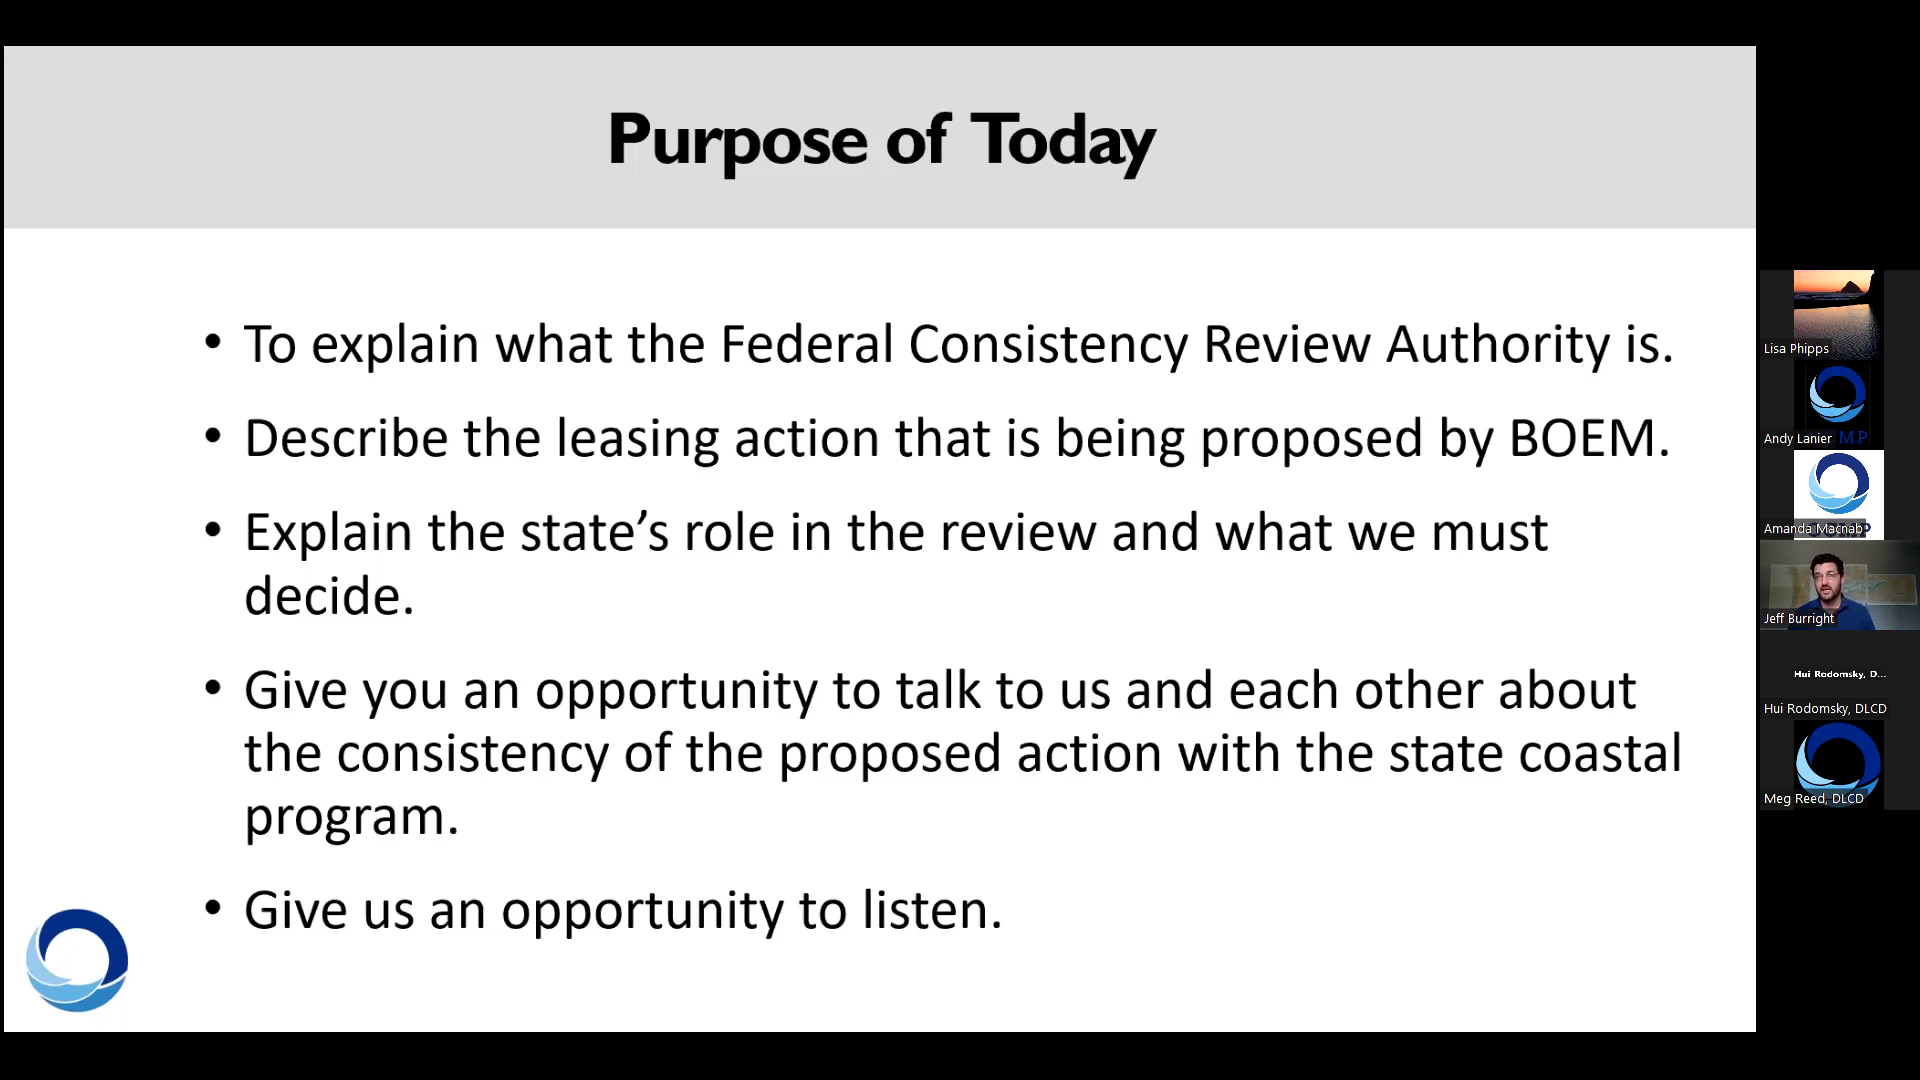 Purpose of Today
• To explain what the Federal Consistency Review Authority is.
• Describe the leasing action that is being proposed by BOEM.
• Explain the state’s role in the review and what we must
decide.
• Give you an opportunity to talk to us and each other about
the consistency of the proposed action with the state coastal
program.
• Give us an opportunity to listen.
Lisa Phipps
Andy Lanier
Amanda Macnab
Jeff Burright
Hui Rodomsky, D...
Hui Rodomsky, DLCD
Meg Reed, DLCD